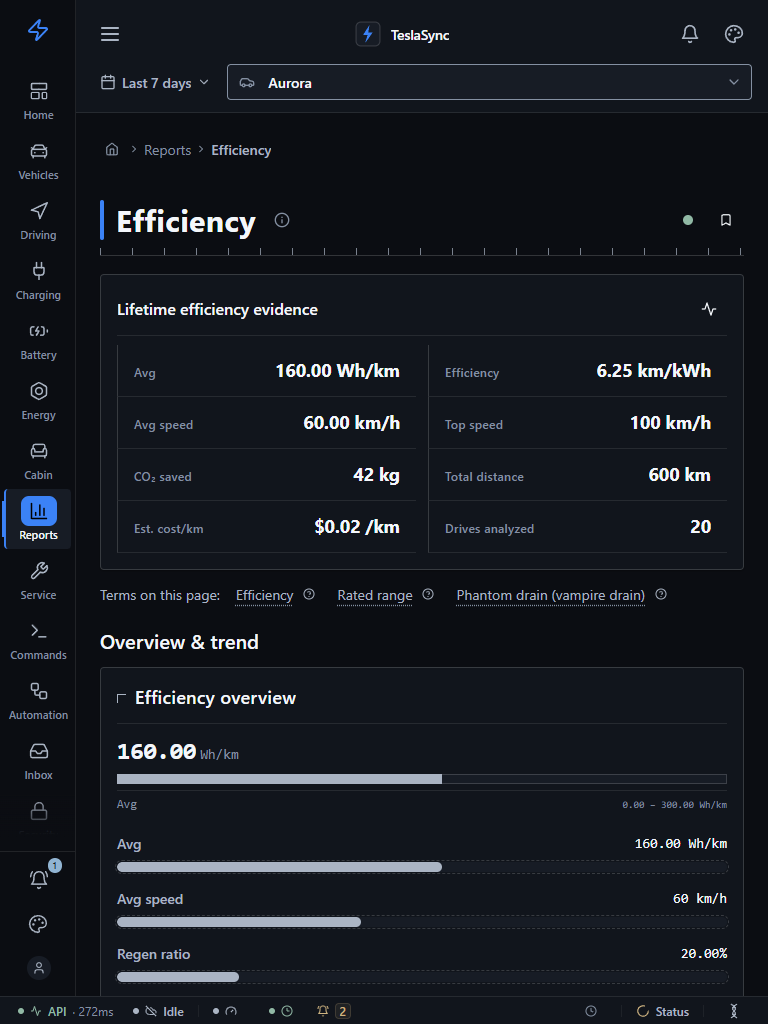 TeslaSync
Last 7 days
Aurora
Home
Vehicles
Driving
Charging
Battery
Energy
Cabin
Reports
Service
Commands
Automation
Inbox
1
Reports
Efficiency
Efficiency
Lifetime efficiency evidence
Avg 160.00 Wh/km
Efficiency 6.25 km/kWh
Avg speed 60.00 km/h
Top speed 100 km/h
CO₂ saved 42 kg
Total distance 600 km
Est. cost/km $0.02 /km
Drives analyzed 20
Terms on this page: Efficiency Rated range Phantom drain (vampire drain)
Overview & trend
Efficiency overview
160.00 Wh/km
Avg 0.00 – 300.00 Wh/km
Avg 160.00 Wh/km
Avg speed 60 km/h
Regen ratio 20.00%
API · 272ms Idle 2 Status